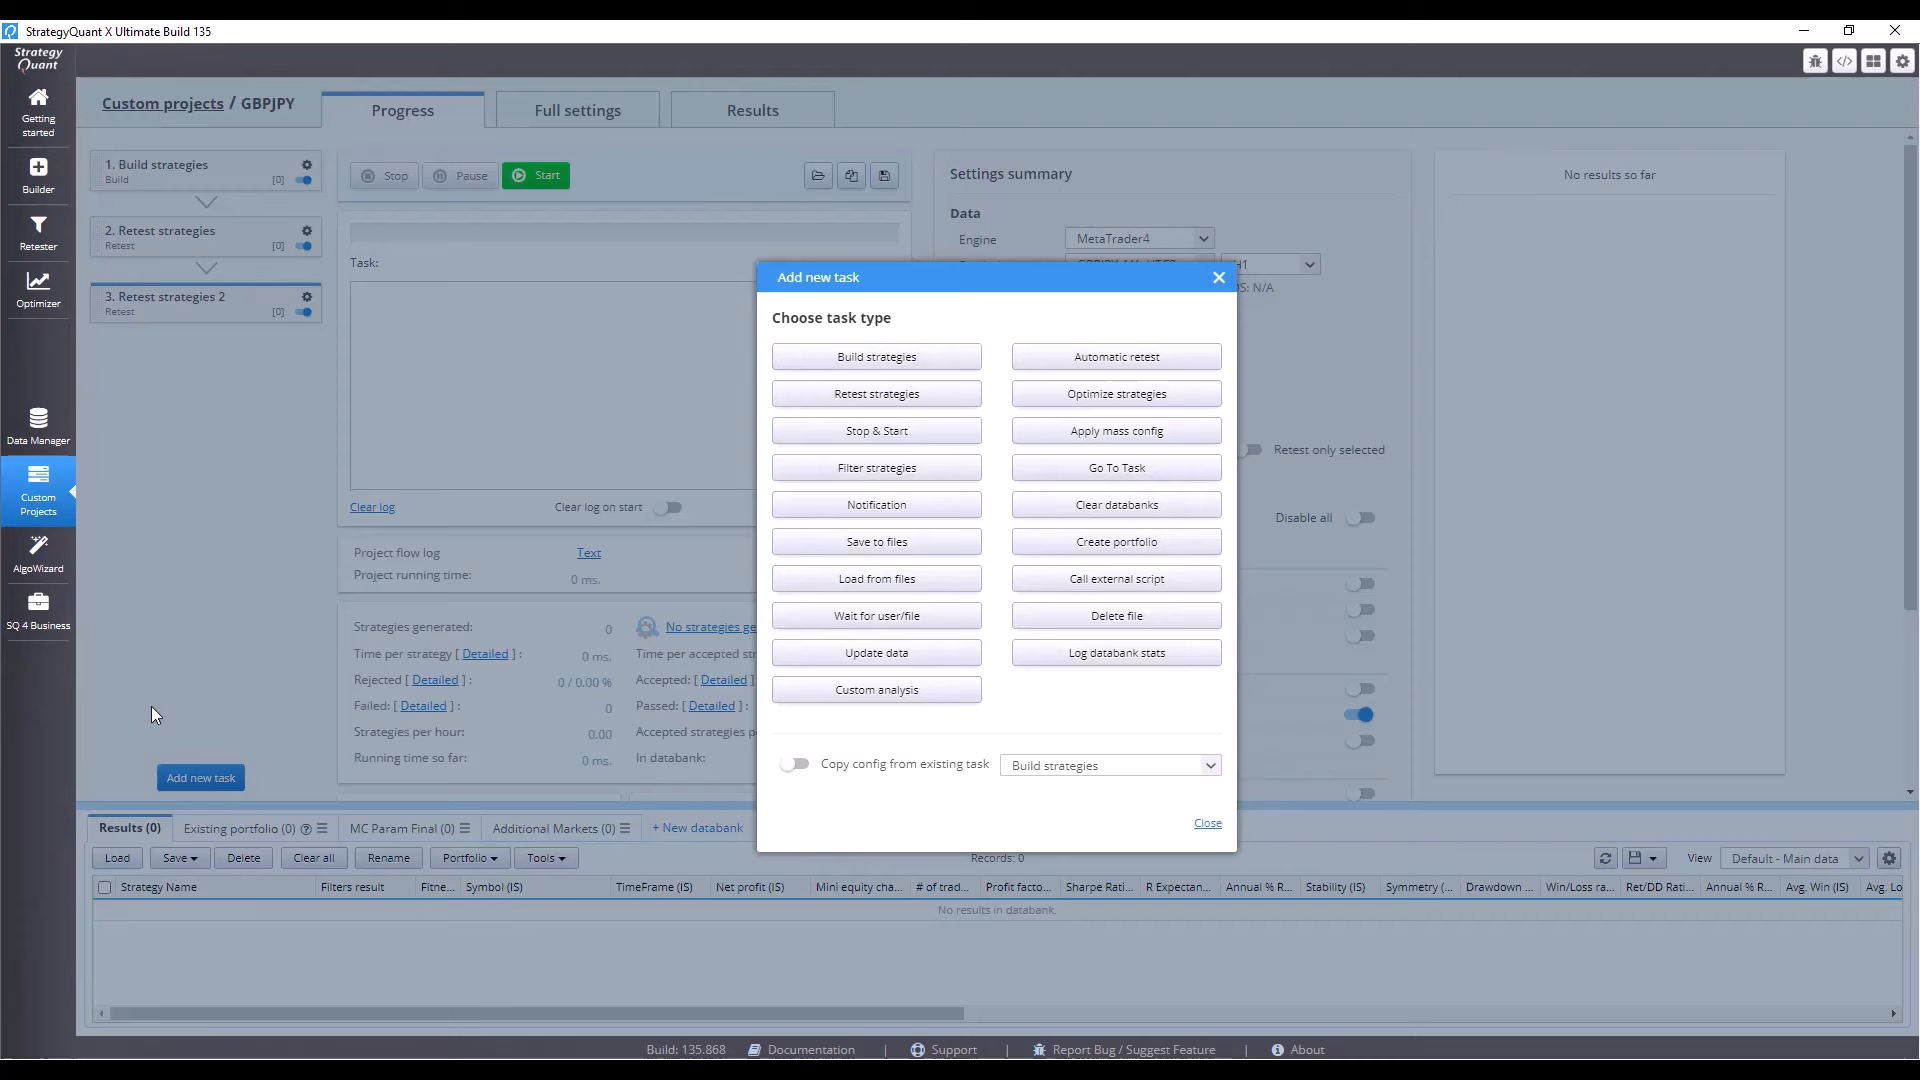 StrategyQuant X Ultimate Build 135
Strategy
Quant
Getting
started
Builder
Retester
Optimizer
Data Manager
Custom
Projects
AlgoWizard
SQ 4 Business
Custom projects / GBPJPY
Progress
Full settings
Results
1. Build strategies
Build
[0]
2. Retest strategies
Retest
[0]
3. Retest strategies 2
Retest
[0]
Add new task
Stop
Pause
Start
Task:
Clear log
Clear log on start
Project flow log
Text
Project running time:
0 ms.
Strategies generated:
0
Time per strategy [ Detailed ] :
0 ms.
Rejected [ Detailed ] :
0 / 0.00 %
Failed: [ Detailed ] :
0
Strategies per hour:
0.00
Running time so far:
0 ms.
No strategies ge
Time per accepted str
Accepted: [ Detailed ]
Passed: [ Detailed ] :
Accepted strategies pe
In databank:
Settings summary
Data
Engine
MetaTrader4
H1
OS: N/A
Retest only selected
Disable all
No results so far
Add new task
Choose task type
Build strategies
Automatic retest
Retest strategies
Optimize strategies
Stop & Start
Apply mass config
Filter strategies
Go To Task
Notification
Clear databanks
Save to files
Create portfolio
Load from files
Call external script
Wait for user/file
Delete file
Update data
Log databank stats
Custom analysis
Copy config from existing task
Build strategies
Close
Results (0)
Existing portfolio (0)
MC Param Final (0)
Additional Markets (0)
+ New databank
Load
Save
Delete
Clear all
Rename
Portfolio
Tools
Records: 0
View
Default - Main data
Strategy Name
Filters result
Fitne...
Symbol (IS)
TimeFrame (IS)
Net profit (IS)
Mini equity cha...
# of trad...
Profit facto...
Sharpe Rati...
R Expectan...
Annual % R...
Stability (IS)
Symmetry (...
Drawdown ...
Win/Loss ra...
Ret/DD Rati...
Annual % R...
Avg. Win (IS)
Avg. Lo
No results in databank.
Build: 135.868
Documentation
|
Support
|
Report Bug / Suggest Feature
|
About